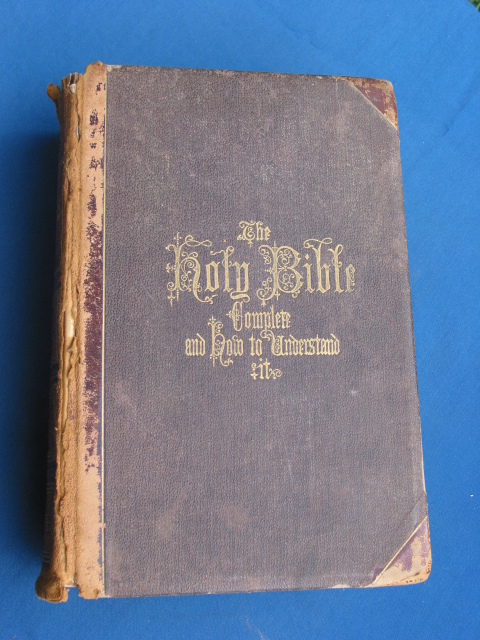 The
Holy Bible
Complete
and How to Understand
it